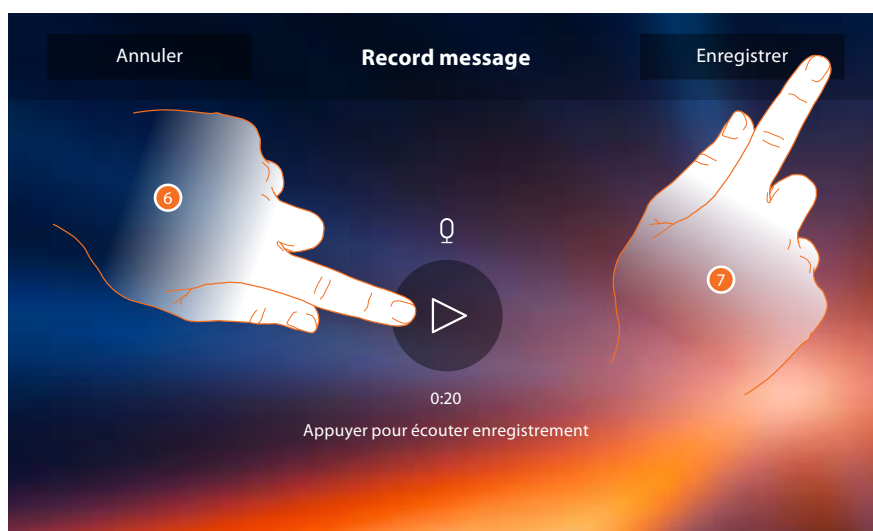 Annuler
Record message
Enregistrer
6
7
0:20
Appuyer pour écouter enregistrement